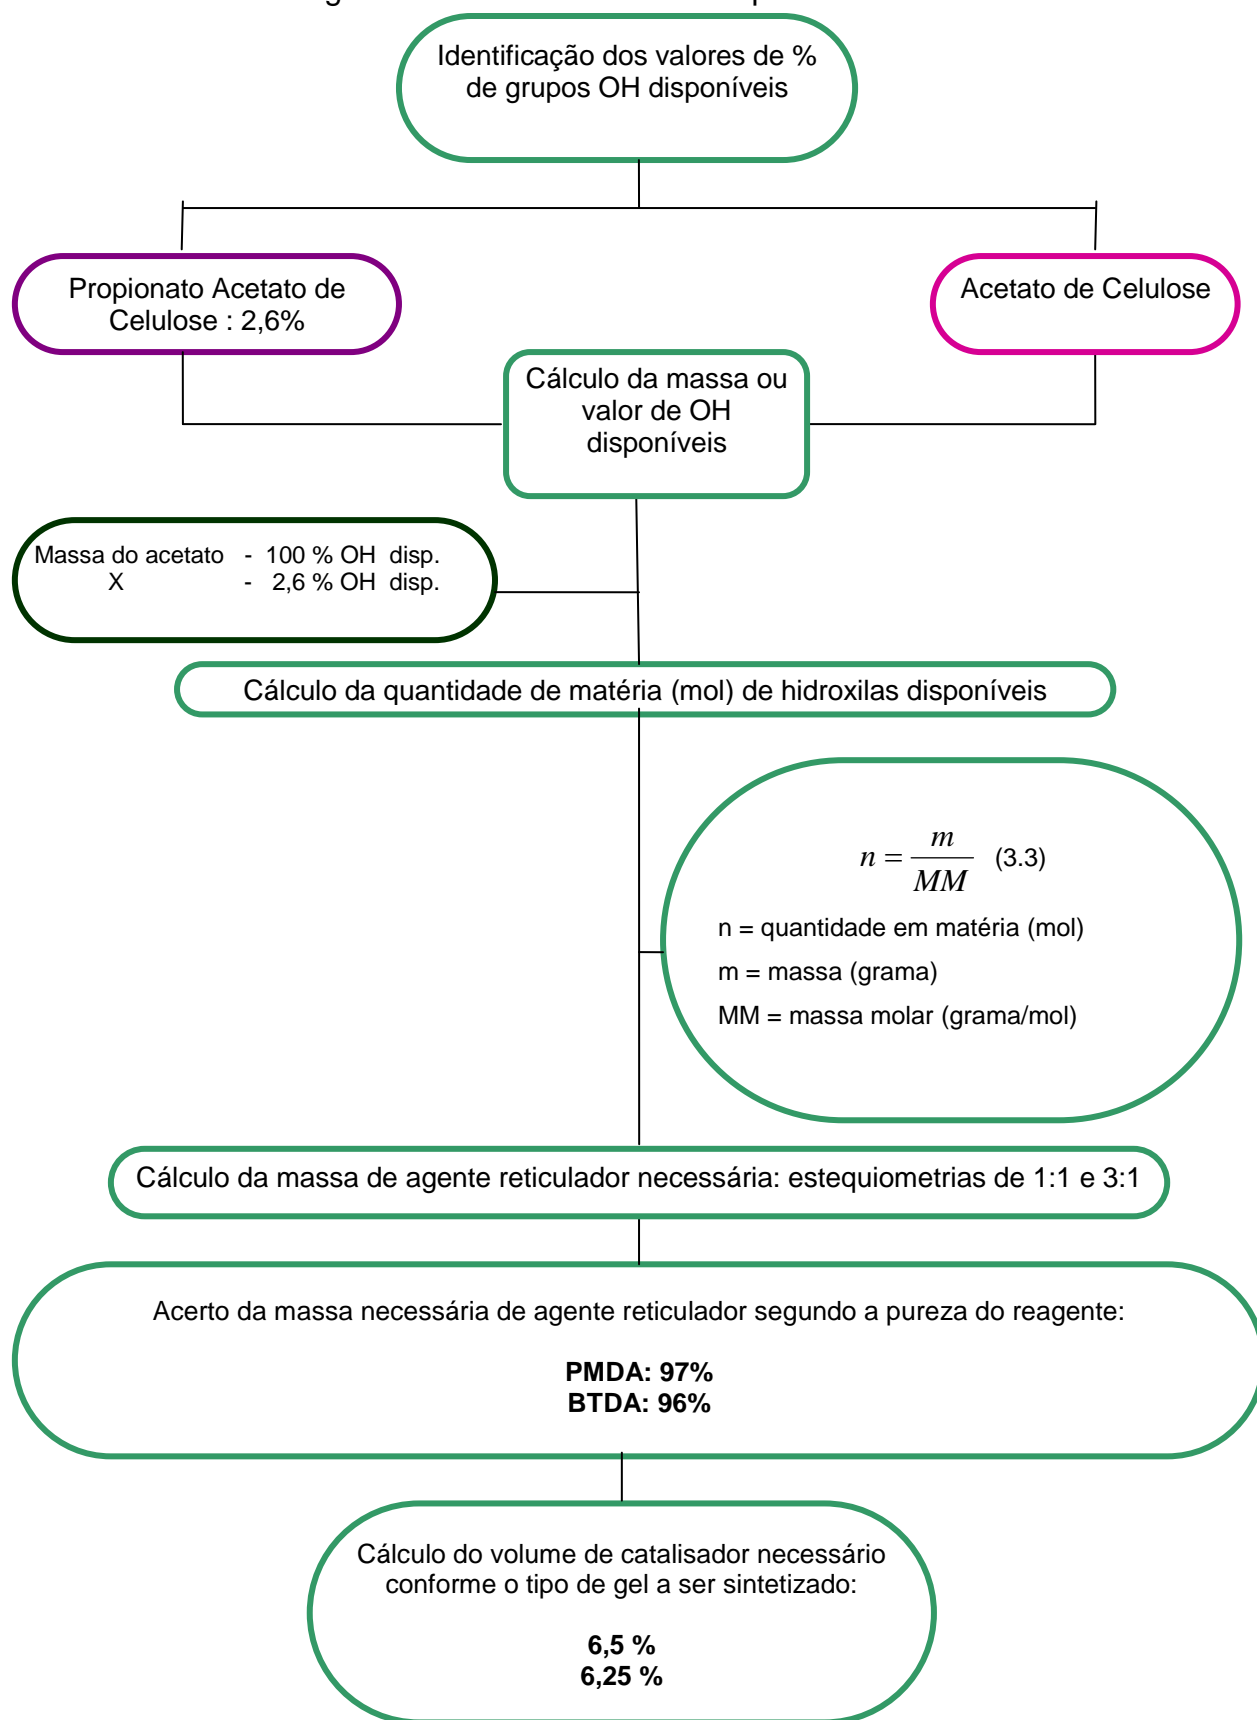 Identificação dos valores de %
de grupos OH disponíveis
Propionato Acetato de
Celulose : 2,6%
Acetato de Celulose
Cálculo da massa ou
valor de OH
disponíveis
Massa do acetato - 100 % OH disp.
X - 2,6 % OH disp.
Cálculo da quantidade de matéria (mol) de hidroxilas disponíveis
n = m / MM (3.3)
n = quantidade em matéria (mol)
m = massa (grama)
MM = massa molar (grama/mol)
Cálculo da massa de agente reticulador necessária: estequiometrias de 1:1 e 3:1
Acerto da massa necessária de agente reticulador segundo a pureza do reagente:
PMDA: 97%
BTDA: 96%
Cálculo do volume de catalisador necessário
conforme o tipo de gel a ser sintetizado:
6,5 %
6,25 %